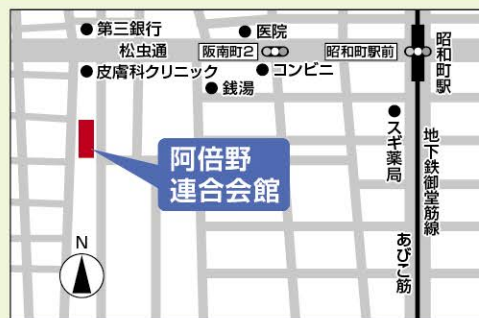 第三銀行
医院
松虫通
阪南町2
昭和町駅前
昭和町駅
皮膚科クリニック
コンビニ
銭湯
スギ薬局
阿倍野
連合会館
地下鉄御堂筋線
あびこ筋
N